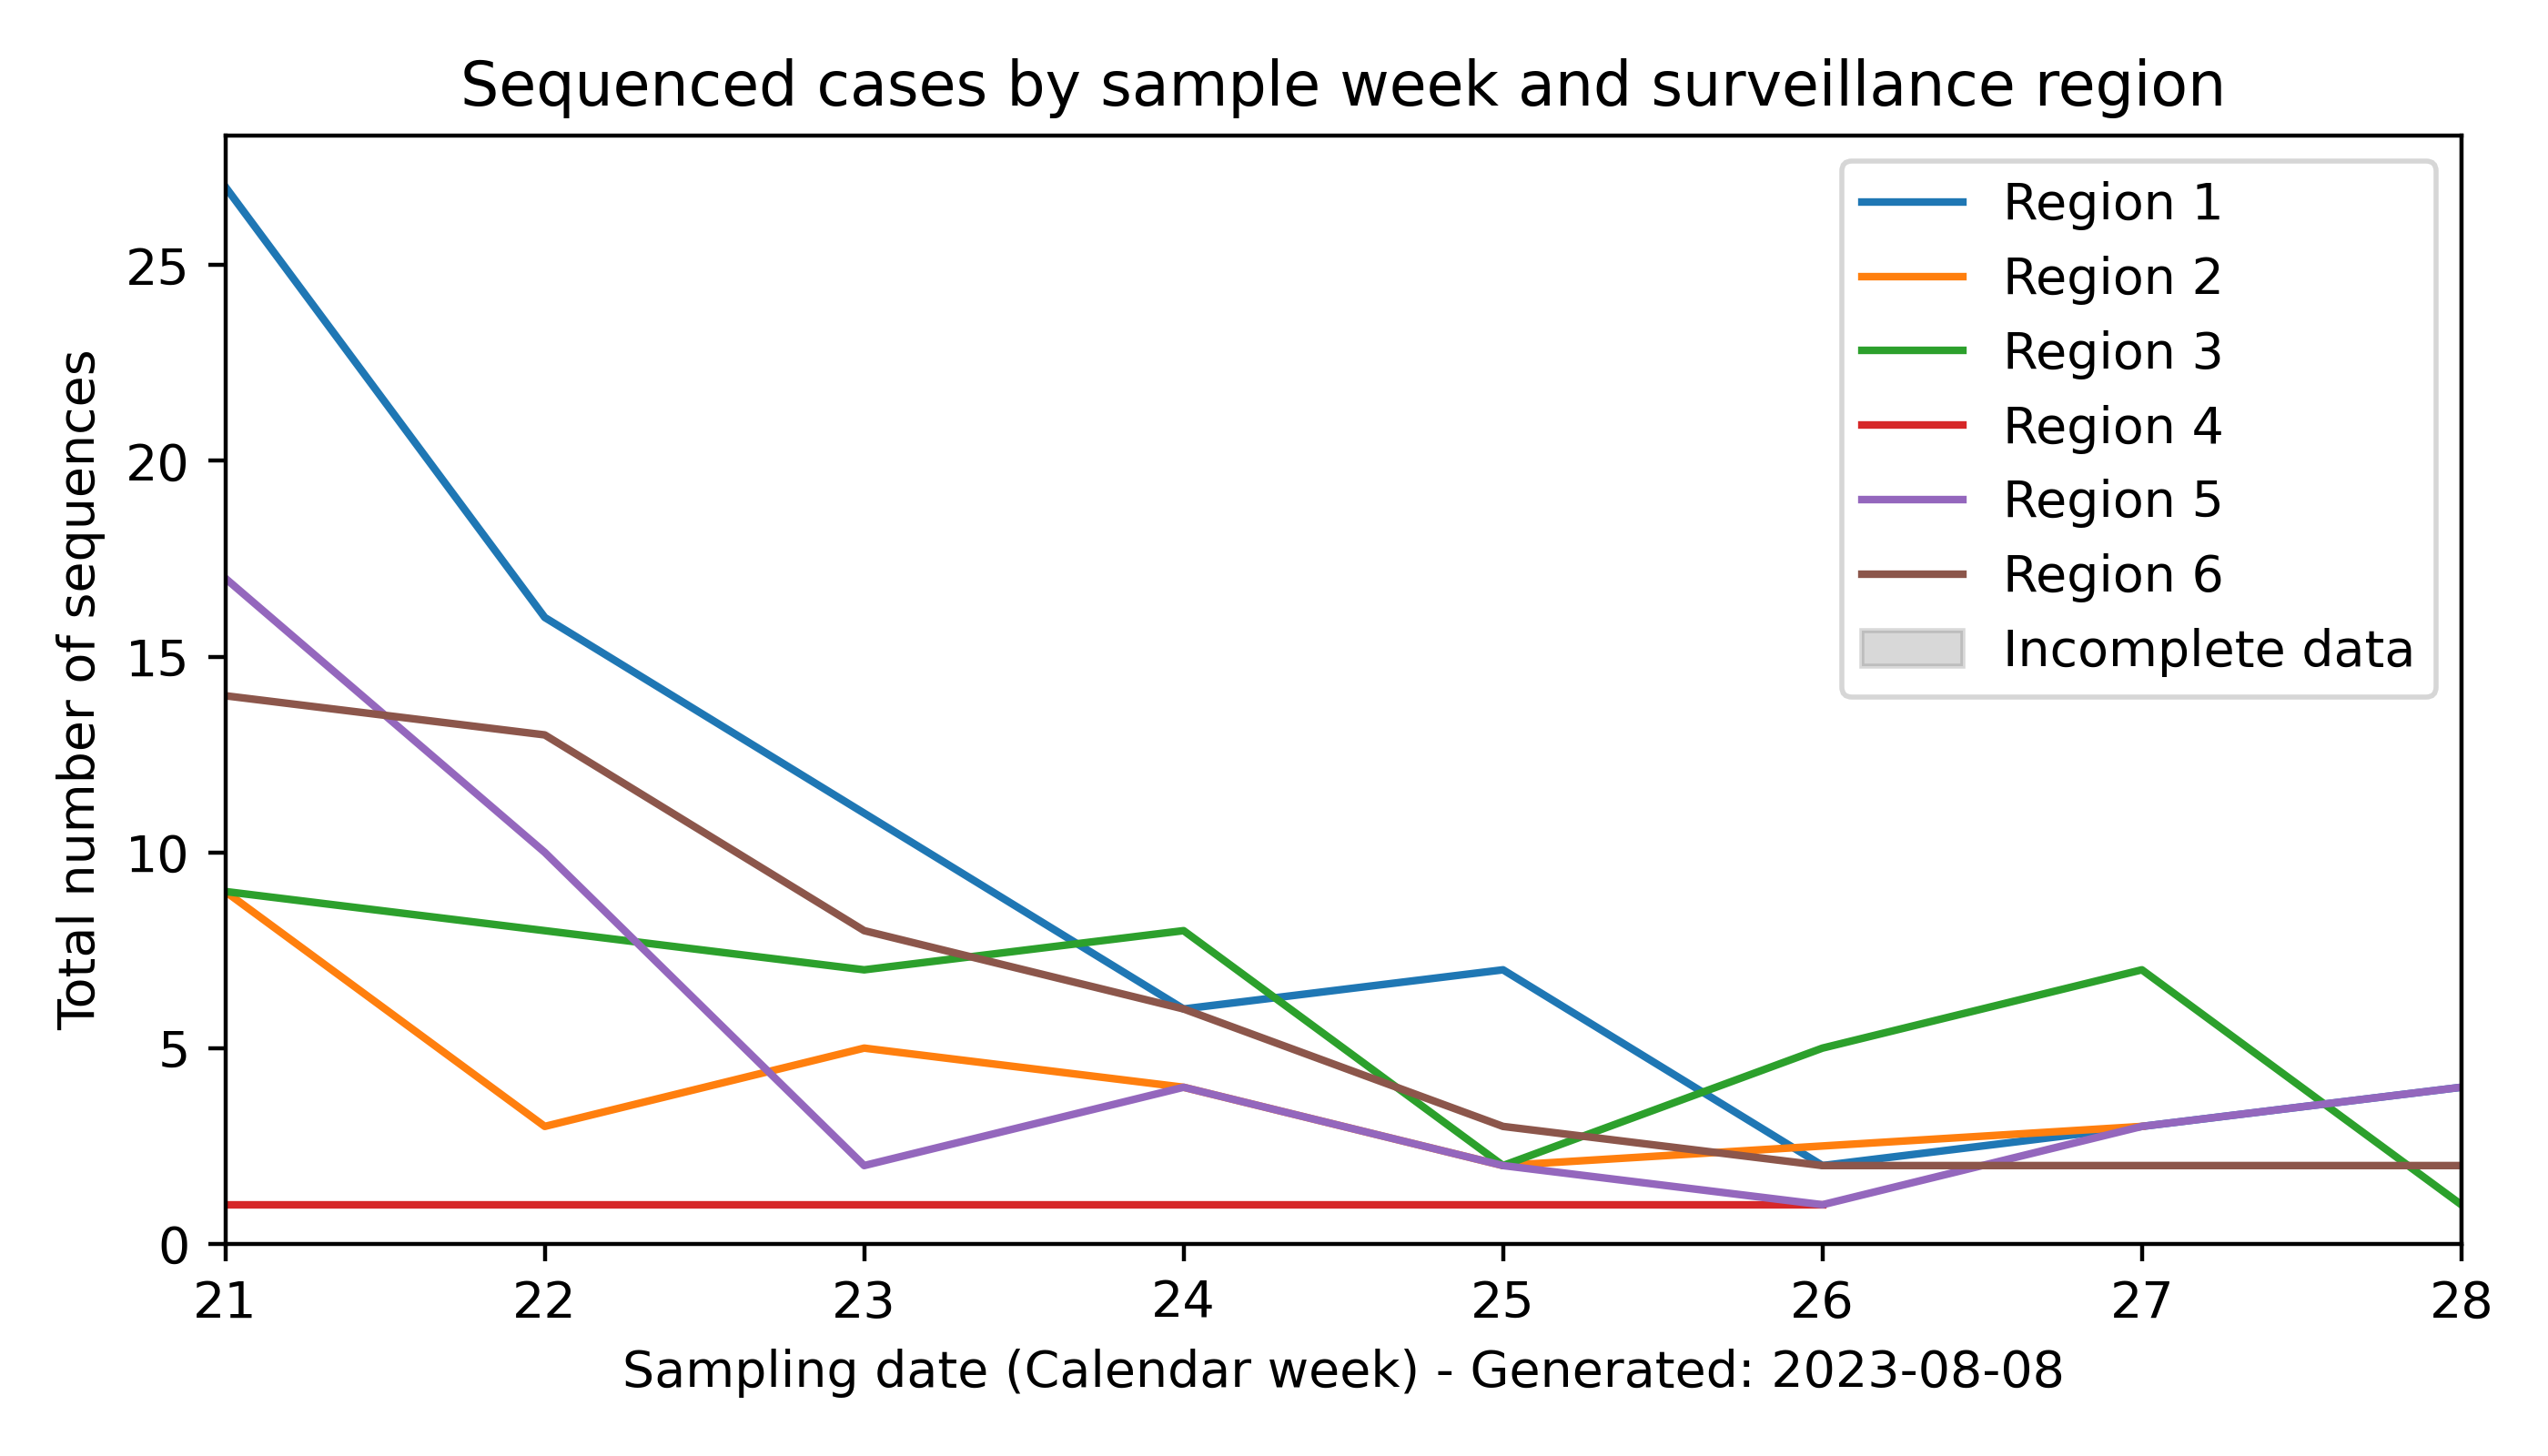 Sequenced cases by sample week and surveillance region
Total number of sequences
25
20
15
10
5
0
21 22 23 24 25 26 27 28
Sampling date (Calendar week) - Generated: 2023-08-08
Region 1
Region 2
Region 3
Region 4
Region 5
Region 6
Incomplete data